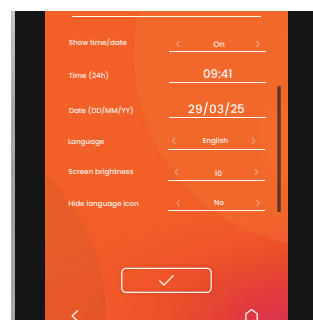 Show time/date On
Time (24h) 09:41
Date (DD/MM/YY) 29/03/25
Language English
Screen brightness 10
Hide language icon No